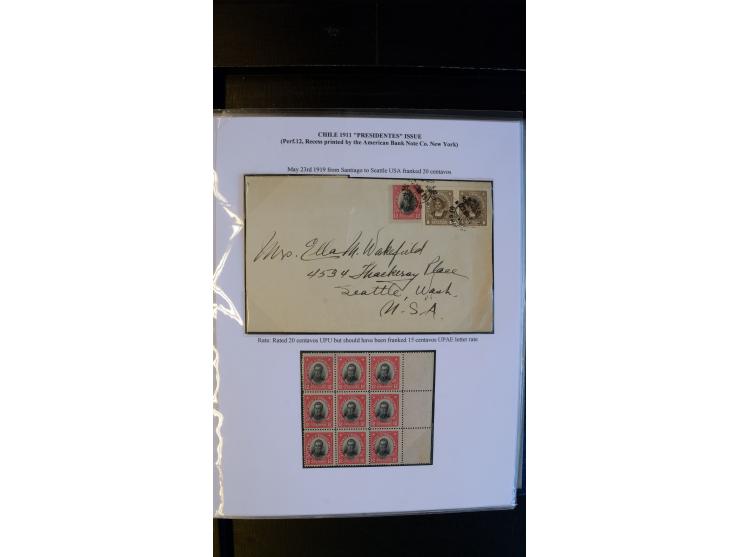 CHILE 1911 "PRESIDENTES" ISSUE
(Perf.12, Recess printed by the American Bank Note Co. New York)
May 23rd 1919 from Santiago to Seattle USA franked 20 centavos
Mrs. Ella M. Wakefield
4534 Thackeray Place
Seattle, Wash.
U.S.A.
Rate: Rated 20 centavos UPU but should have been franked 15 centavos UPAE letter rate